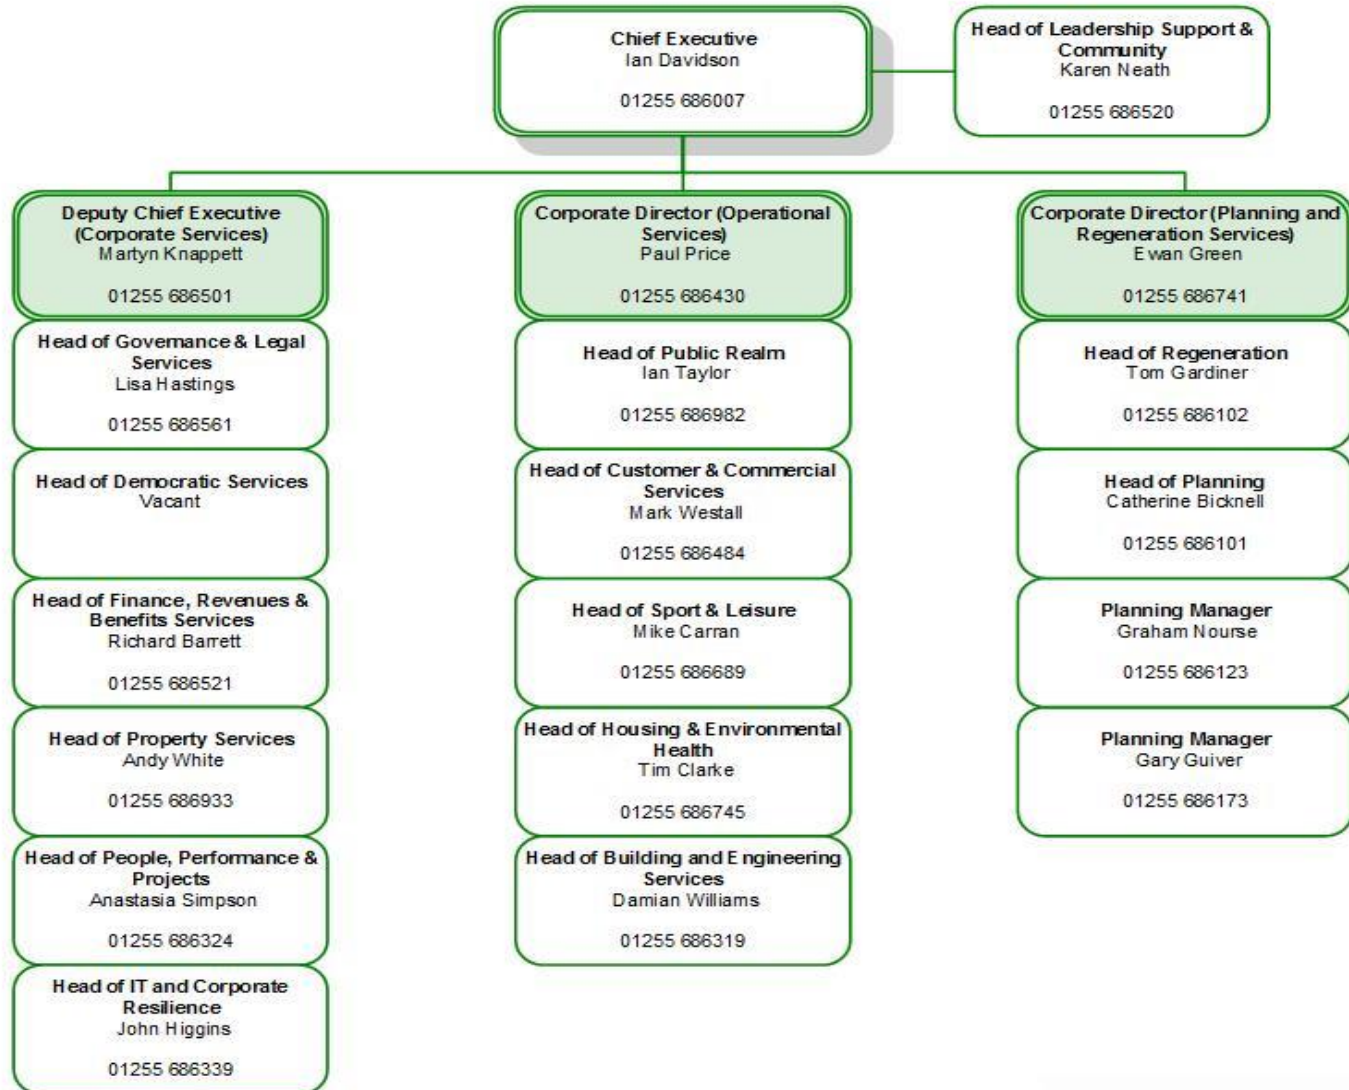 Chief Executive
Ian Davidson
01255 686007
Head of Leadership Support &
Community
Karen Neath
01255 686520
Deputy Chief Executive
(Corporate Services)
Martyn Knappett
01255 686501
Head of Governance & Legal
Services
Lisa Hastings
01255 686561
Head of Democratic Services
Vacant
Head of Finance, Revenues &
Benefits Services
Richard Barrett
01255 686521
Head of Property Services
Andy White
01255 686933
Head of People, Performance &
Projects
Anastasia Simpson
01255 686324
Head of IT and Corporate
Resilience
John Higgins
01255 686339
Corporate Director (Operational
Services)
Paul Price
01255 686430
Head of Public Realm
Ian Taylor
01255 686982
Head of Customer & Commercial
Services
Mark Westall
01255 686484
Head of Sport & Leisure
Mike Carran
01255 686689
Head of Housing & Environmental
Health
Tim Clarke
01255 686745
Head of Building and Engineering
Services
Damian Williams
01255 686319
Corporate Director (Planning and
Regeneration Services)
Ewan Green
01255 686741
Head of Regeneration
Tom Gardiner
01255 686102
Head of Planning
Catherine Bicknell
01255 686101
Planning Manager
Graham Nourse
01255 686123
Planning Manager
Gary Guiver
01255 686173